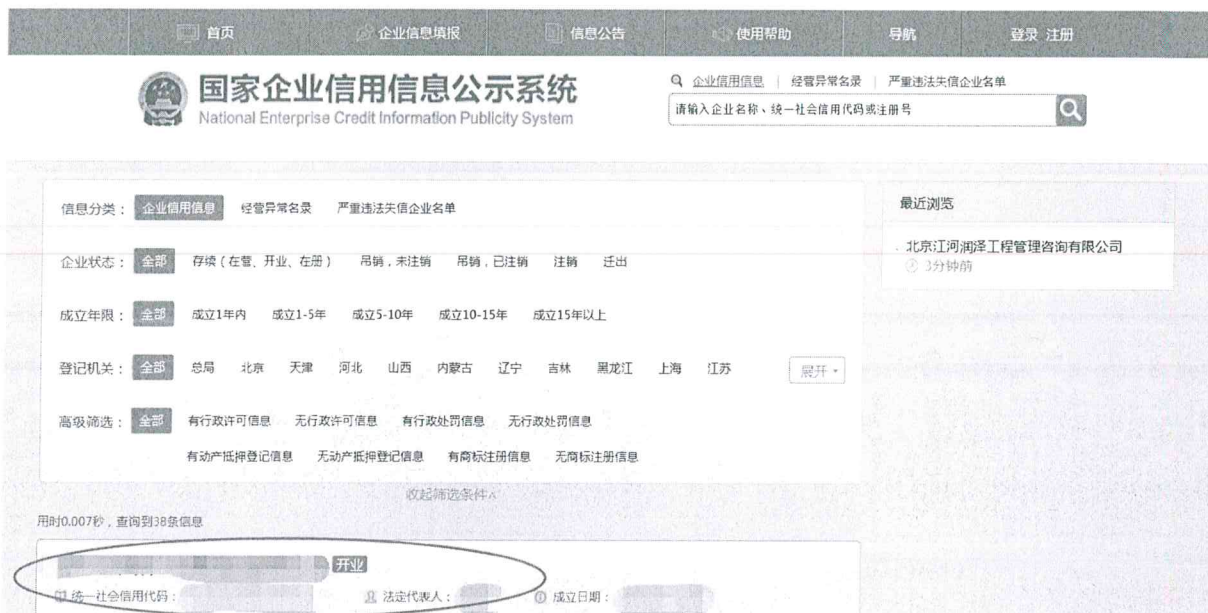 首页 企业信息填报 信息公告 使用帮助 导航 登录 注册
国家企业信用信息公示系统
National Enterprise Credit Information Publicity System
企业信用信息 | 经营异常名录 | 严重违法失信企业名单
请输入企业名称、统一社会信用代码或注册号
信息分类： 企业信用信息 经营异常名录 严重违法失信企业名单
企业状态： 全部 存续（在营、开业、在册） 吊销，未注销 吊销，已注销 注销 迁出
成立年限： 全部 成立1年内 成立1-5年 成立5-10年 成立10-15年 成立15年以上
登记机关： 全部 总局 北京 天津 河北 山西 内蒙古 辽宁 吉林 黑龙江 上海 江苏 展开
高级筛选： 全部 有行政许可信息 无行政许可信息 有行政处罚信息 无行政处罚信息
有动产抵押登记信息 无动产抵押登记信息 有商标注册信息 无商标注册信息
收起筛选条件
最近浏览
北京江河润泽工程管理咨询有限公司
3分钟前
用时0.007秒，查询到38条信息
开业
统一社会信用代码： 法定代表人： 成立日期：